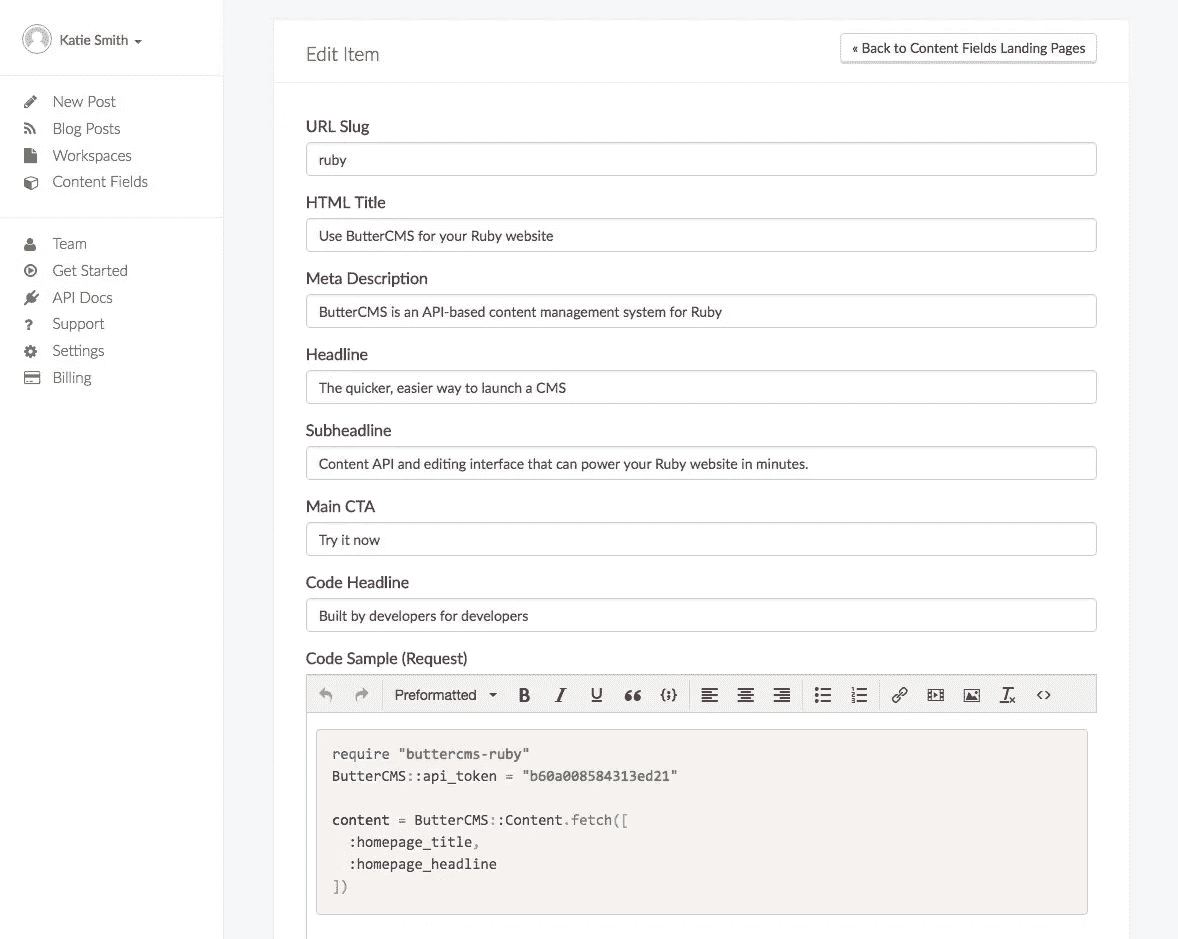 Katie Smith
New Post
Blog Posts
Workspaces
Content Fields
Team
Get Started
API Docs
? Support
Settings
Billing
Edit Item
« Back to Content Fields Landing Pages
URL Slug
ruby
HTML Title
Use ButterCMS for your Ruby website
Meta Description
ButterCMS is an API-based content management system for Ruby
Headline
The quicker, easier way to launch a CMS
Subheadline
Content API and editing interface that can power your Ruby website in minutes.
Main CTA
Try it now
Code Headline
Built by developers for developers
Code Sample (Request)
Preformatted B I U
require "buttercms-ruby"
ButterCMS::api_token = "b60a008584313ed21"
content = ButterCMS::Content.fetch([
:homepage_title,
:homepage_headline
])